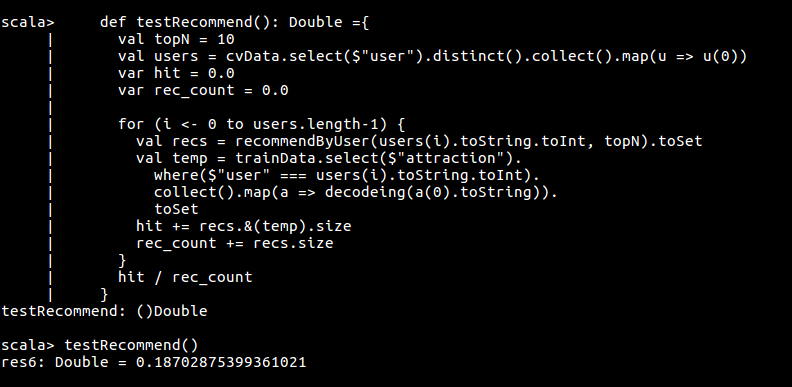 scala>     def testRecommend(): Double ={
     |       val topN = 10
     |       val users = cvData.select($"user").distinct().collect().map(u => u(0))
     |       var hit = 0.0
     |       var rec_count = 0.0
     |
     |       for (i <- 0 to users.length-1) {
     |         val recs = recommendByUser(users(i).toString.toInt, topN).toSet
     |         val temp = trainData.select($"attraction").
     |           where($"user" === users(i).toString.toInt).
     |           collect().map(a => decodeing(a(0).toString)).
     |           toSet
     |         hit += recs.&(temp).size
     |         rec_count += recs.size
     |       }
     |       hit / rec_count
     |     }
testRecommend: ()Double
scala> testRecommend()
res6: Double = 0.18702875399361021